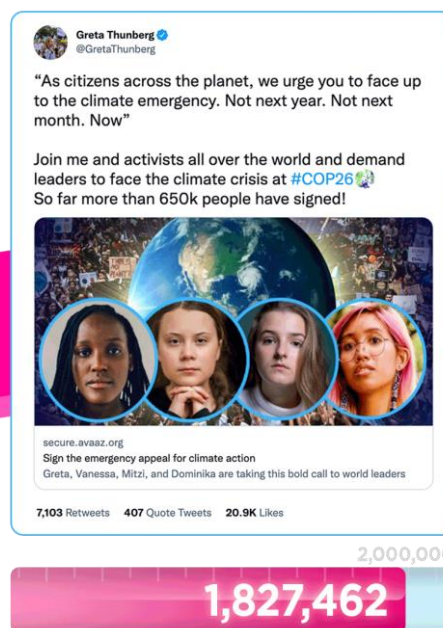 Greta Thunberg
@GretaThunberg
“As citizens across the planet, we urge you to face up
to the climate emergency. Not next year. Not next
month. Now”
Join me and activists all over the world and demand
leaders to face the climate crisis at #COP26
So far more than 650k people have signed!
secure.avaaz.org
Sign the emergency appeal for climate action
Greta, Vanessa, Mitzi, and Dominika are taking this bold call to world leaders
7,103 Retweets 407 Quote Tweets 20.9K Likes
1,827,462